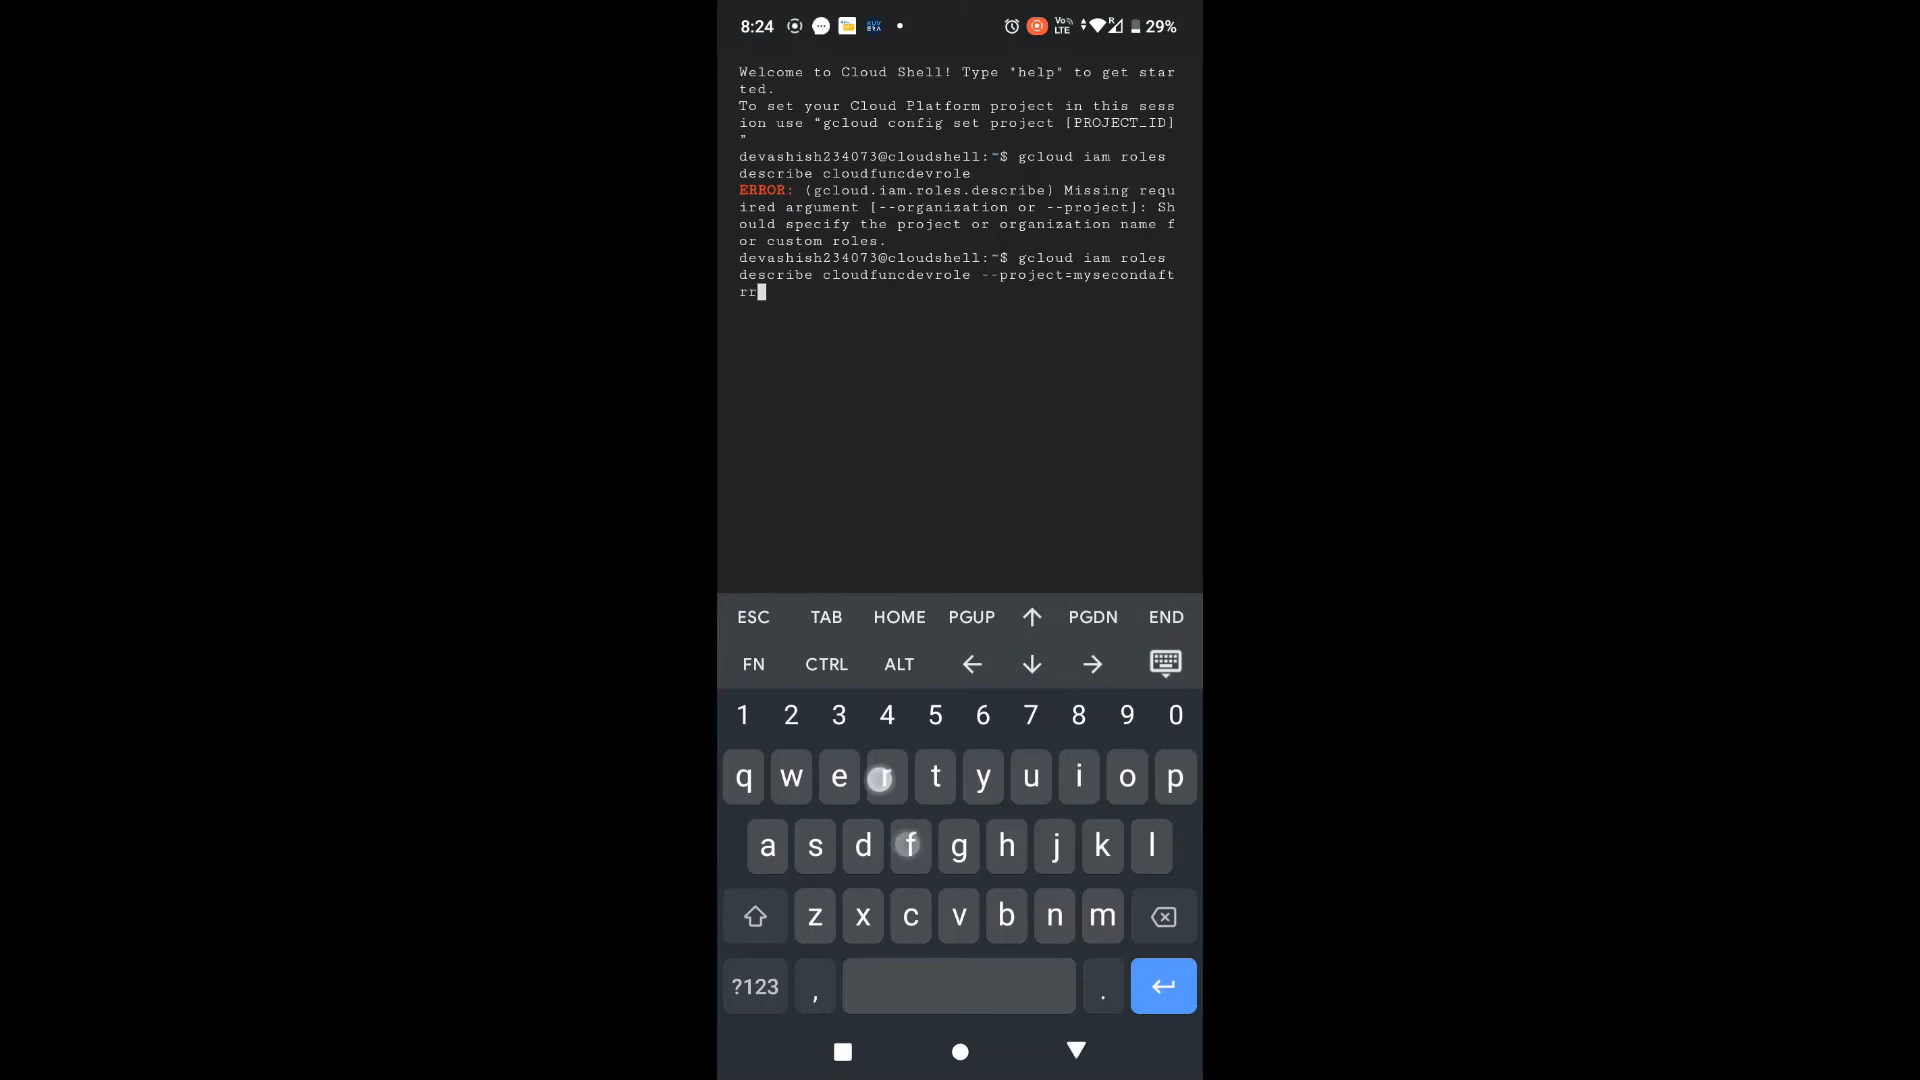 8:24 KUV ERA Vo LTE R 29%
Welcome to Cloud Shell! Type "help" to get star
ted.
To set your Cloud Platform project in this sess
ion use “gcloud config set project [PROJECT_ID]
”
devashish234073@cloudshell:~$ gcloud iam roles
describe cloudfuncdevrole
ERROR: (gcloud.iam.roles.describe) Missing requ
ired argument [--organization or --project]: Sh
ould specify the project or organization name f
or custom roles.
devashish234073@cloudshell:~$ gcloud iam roles
describe cloudfuncdevrole --project=mysecondaft
rr
ESC TAB HOME PGUP ↑ PGDN END
FN CTRL ALT ← ↓ →
1 2 3 4 5 6 7 8 9 0
q w e r t y u i o p
a s d f g h j k l
z x c v b n m
?123 , .